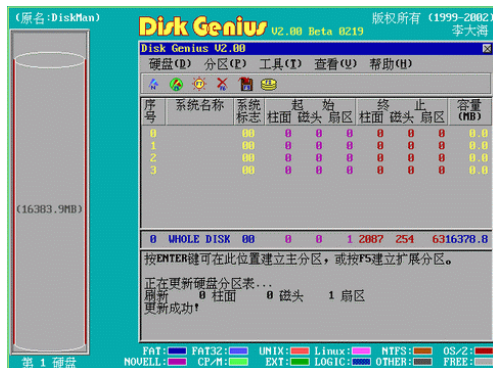 (原名:DiskMan)
Disk Genius V2.00 Beta 0219
版权所有 (1999-2002)
李大海
Disk Genius V2.00
硬盘(D) 分区(P) 工具(T) 查看(V) 帮助(H)
序号 系统名称 系统标志 起始 柱面 磁头 扇区 终止 柱面 磁头 扇区 容量(MB)
0 00 0 0 0 0 0 0 0.0
1 00 0 0 0 0 0 0 0.0
2 00 0 0 0 0 0 0 0.0
3 00 0 0 0 0 0 0 0.0
(16383.9MB)
0 WHOLE DISK 00 0 0 1 2087 254 63 16378.8
按ENTER键可在此位置建立主分区，或按F5建立扩展分区。
正在更新硬盘分区表...
刷新 0 柱面 0 磁头 1 扇区
更新成功!
第 1 硬盘
FAT: FAT32: UNIX: Linux: NTFS: OS/2:
NOVELL: CP/M: EXT: LOGIC: OTHER: FREE: